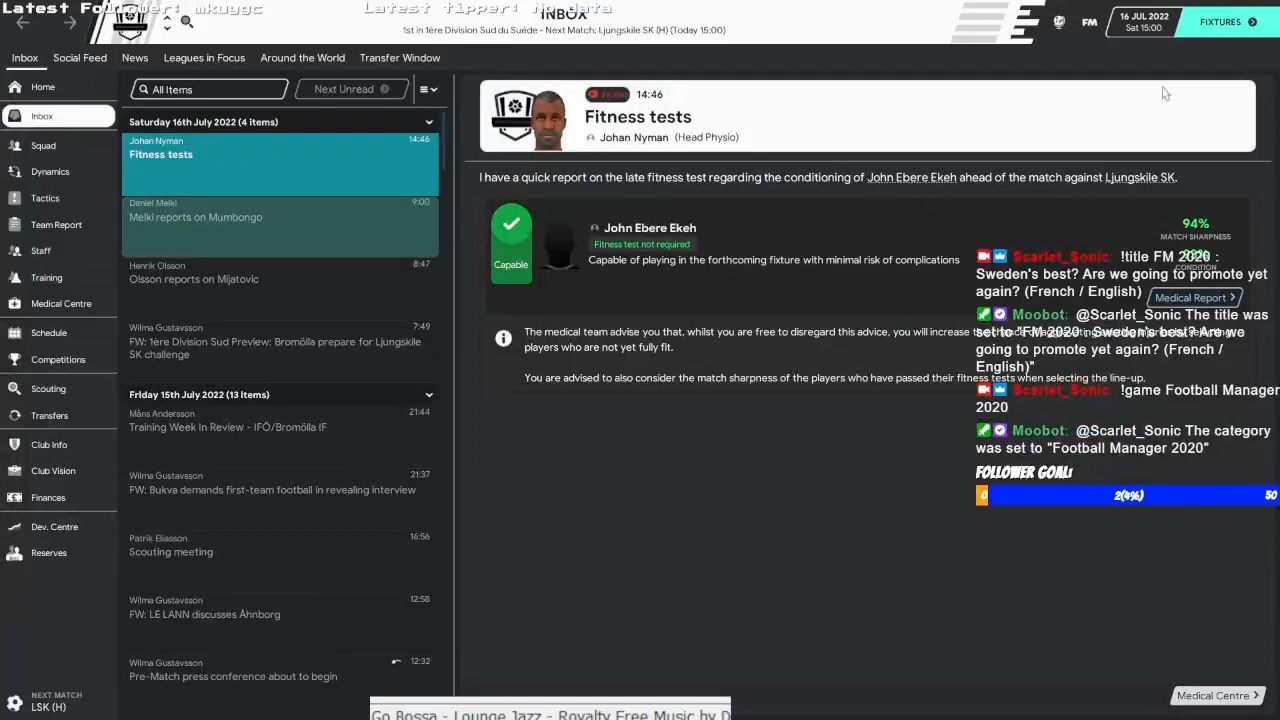 Latest Follower: mkuygc
Latest tipper: No data
INBOX
1st in 1ère Division Sud du Suède - Next Match: Ljungskile SK (H) (Today 15:00)
FM
16 JUL 2022
Sat 15:00
FIXTURES
Inbox
Social Feed
News
Leagues in Focus
Around the World
Transfer Window
Home
Inbox
Squad
Dynamics
Tactics
Team Report
Staff
Training
Medical Centre
Schedule
Competitions
Scouting
Transfers
Club Info
Club Vision
Finances
Dev. Centre
Reserves
NEXT MATCH
LSK (H)
All Items
Next Unread
Saturday 16th July 2022 (4 items)
Johan Nyman 14:46
Fitness tests
Daniel Melki 9:00
Melki reports on Mumbongo
Henrik Olsson 8:47
Olsson reports on Mijatovic
Wilma Gustavsson 7:49
FW: 1ère Division Sud Preview: Bromölla prepare for Ljungskile
SK challenge
Friday 15th July 2022 (13 items)
Måns Andersson 21:44
Training Week In Review - IFÖ/Bromölla IF
Wilma Gustavsson 21:37
FW: Bukva demands first-team football in revealing interview
Patrik Eliasson 16:56
Scouting meeting
Wilma Gustavsson 12:58
FW: LE LANN discusses Åhnborg
Wilma Gustavsson 12:32
Pre-Match press conference about to begin
Injuries 14:46
Fitness tests
Johan Nyman (Head Physio)
I have a quick report on the late fitness test regarding the conditioning of John Ebere Ekeh ahead of the match against Ljungskile SK.
Capable
John Ebere Ekeh
Fitness test not required
Capable of playing in the forthcoming fixture with minimal risk of complications
94%
MATCH SHARPNESS
CONDITION
Medical Report
The medical team advise you that, whilst you are free to disregard this advice, you will increase the
players who are not yet fully fit.
You are advised to also consider the match sharpness of the players who have passed their fitness tests when selecting the line-up.
Scarlet_Sonic: !title FM 2020 :
Sweden's best? Are we going to promote yet
again? (French / English)
Moobot: @Scarlet_Sonic The title was
set to "FM 2020 : Sweden's best? Are we
going to promote yet again? (French /
English)"
Scarlet_Sonic: !game Football Manager
2020
Moobot: @Scarlet_Sonic The category
was set to "Football Manager 2020"
FOLLOWER GOAL:
0 2(4%) 50
Medical Centre
Go Bossa - Lounge Jazz - Royalty Free Music by D